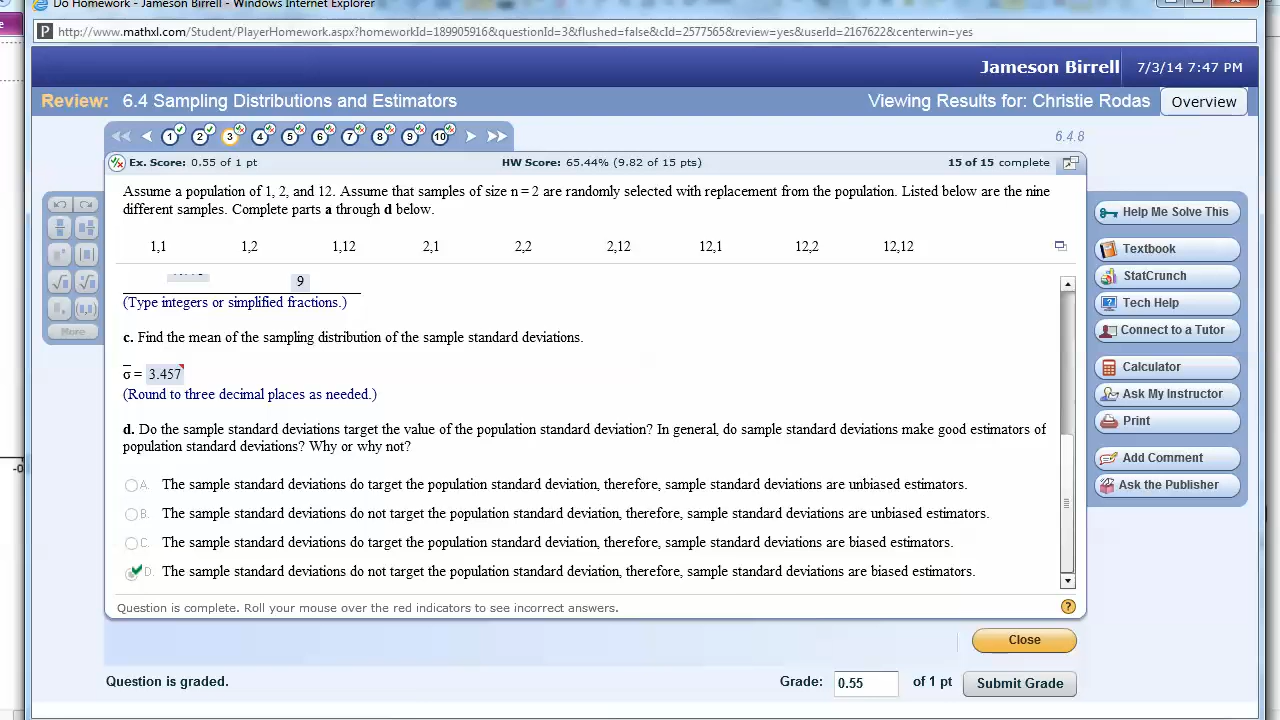 Do Homework - Jameson Birrell - Windows Internet Explorer
http://www.mathxl.com/Student/PlayerHomework.aspx?homeworkId=189905916&questionId=3&flushed=false&cId=2577565&review=yes&userId=2167622&centerwin=yes
Jameson Birrell 7/3/14 7:47 PM
Review: 6.4 Sampling Distributions and Estimators
Viewing Results for: Christie Rodas Overview
1 2 3 4 5 6 7 8 9 10
6.4.8
Ex. Score: 0.55 of 1 pt HW Score: 65.44% (9.82 of 15 pts) 15 of 15 complete
Assume a population of 1, 2, and 12. Assume that samples of size n = 2 are randomly selected with replacement from the population. Listed below are the nine
different samples. Complete parts a through d below.
1,1 1,2 1,12 2,1 2,2 2,12 12,1 12,2 12,12
9
(Type integers or simplified fractions.)
c. Find the mean of the sampling distribution of the sample standard deviations.
σ̅ = 3.457
(Round to three decimal places as needed.)
d. Do the sample standard deviations target the value of the population standard deviation? In general, do sample standard deviations make good estimators of
population standard deviations? Why or why not?
A. The sample standard deviations do target the population standard deviation, therefore, sample standard deviations are unbiased estimators.
B. The sample standard deviations do not target the population standard deviation, therefore, sample standard deviations are unbiased estimators.
C. The sample standard deviations do target the population standard deviation, therefore, sample standard deviations are biased estimators.
D. The sample standard deviations do not target the population standard deviation, therefore, sample standard deviations are biased estimators.
Question is complete. Roll your mouse over the red indicators to see incorrect answers.
?
Close
Question is graded.
Grade: 0.55 of 1 pt Submit Grade
More
Help Me Solve This
Textbook
StatCrunch
Tech Help
Connect to a Tutor
Calculator
Ask My Instructor
Print
Add Comment
Ask the Publisher